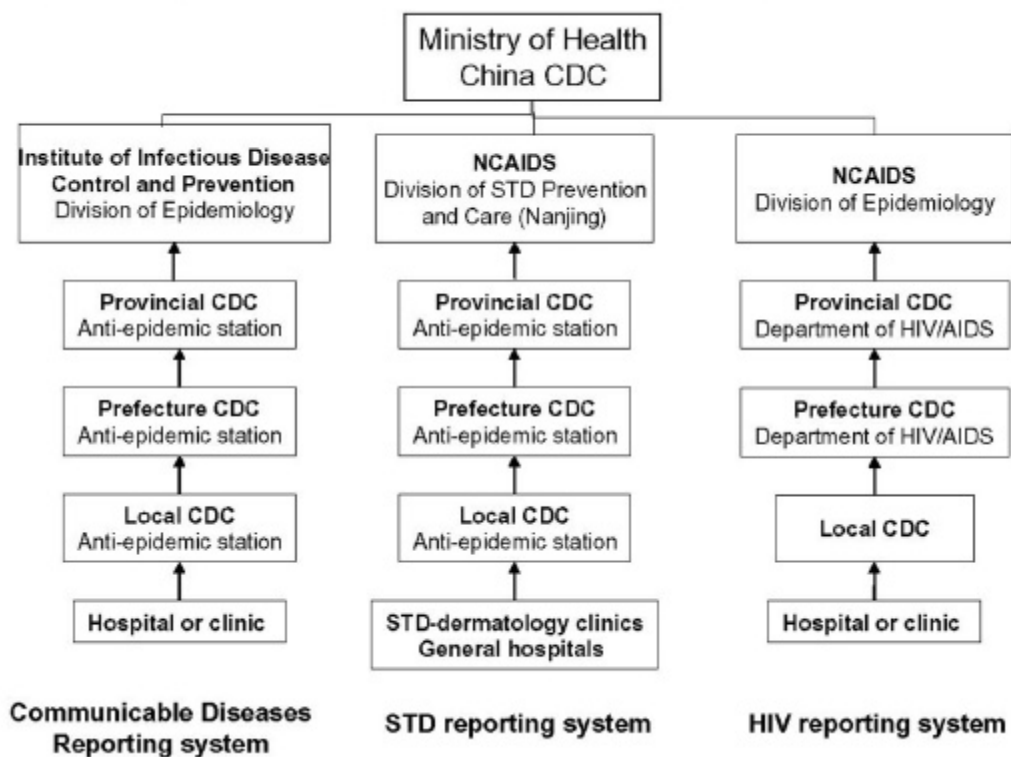 Ministry of Health
China CDC
Institute of Infectious Disease
Control and Prevention
Division of Epidemiology
Provincial CDC
Anti-epidemic station
Prefecture CDC
Anti-epidemic station
Local CDC
Anti-epidemic station
Hospital or clinic
Communicable Diseases
Reporting system
NCAIDS
Division of STD Prevention
and Care (Nanjing)
Provincial CDC
Anti-epidemic station
Prefecture CDC
Anti-epidemic station
Local CDC
Anti-epidemic station
STD-dermatology clinics
General hospitals
STD reporting system
NCAIDS
Division of Epidemiology
Provincial CDC
Department of HIV/AIDS
Prefecture CDC
Department of HIV/AIDS
Local CDC
Hospital or clinic
HIV reporting system